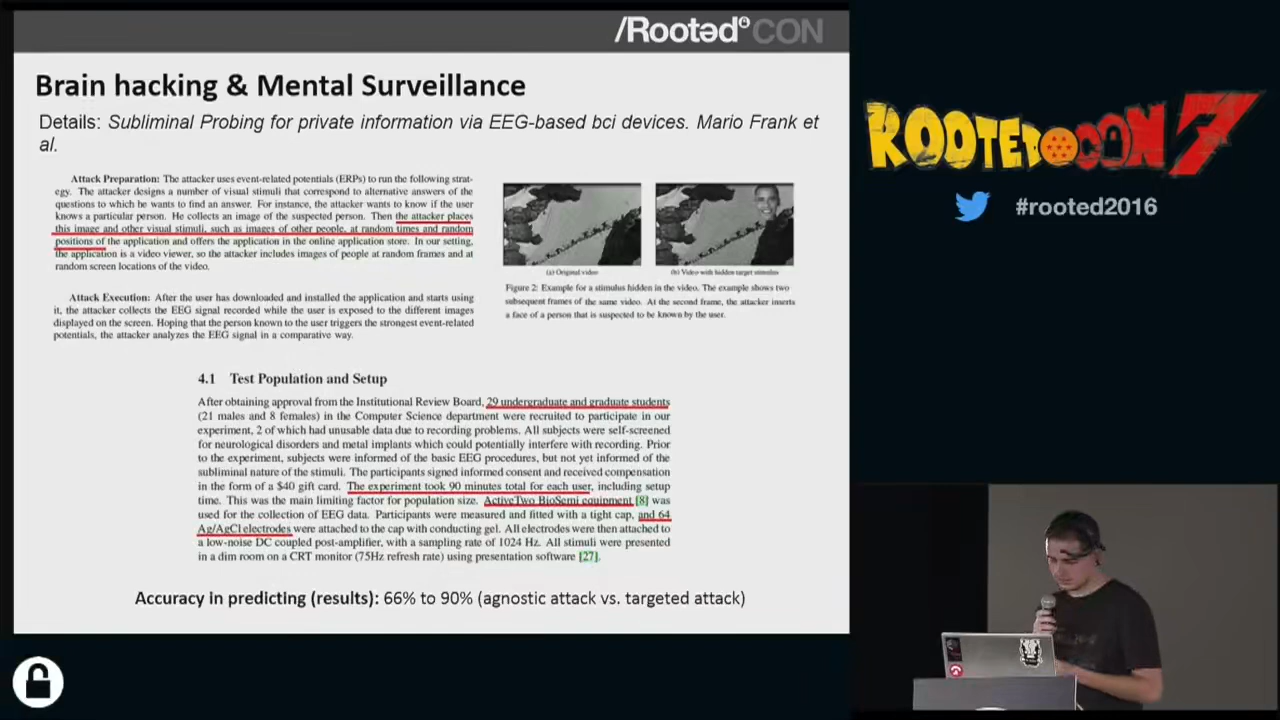 /RootedCON
Brain hacking & Mental Surveillance
Details: Subliminal Probing for private information via EEG-based bci devices. Mario Frank et
al.
Attack Preparation: The attacker uses event-related potentials (ERPs) to run the following strat-
egy. The attacker designs a number of visual stimuli that correspond to alternative answers of the
questions to which he wants to find an answer. For instance, the attacker wants to know if the user
knows a particular person. He collects an image of the suspected person. Then the attacker places
this image and other visual stimuli, such as images of other people, at random times and random
positions of the application and offers the application in the online application store. In our setting,
the application is a video viewer, so the attacker includes images of people at random frames and at
random screen locations of the video.
Attack Execution: After the user has downloaded and installed the application and starts using
it, the attacker collects the EEG signal recorded while the user is exposed to the different images
displayed on the screen. Hoping that the person known to the user triggers the strongest event-related
potentials, the attacker analyzes the EEG signal in a comparative way.
(a) Original video
(b) Video with hidden target stimulus
Figure 2: Example for a stimulus hidden in the video. The example shows two
subsequent frames of the same video. At the second frame, the attacker inserts
a face of a person that is suspected to be known by the user.
4.1 Test Population and Setup
After obtaining approval from the Institutional Review Board, 29 undergraduate and graduate students
(21 males and 8 females) in the Computer Science department were recruited to participate in our
experiment, 2 of which had unusable data due to recording problems. All subjects were self-screened
for neurological disorders and metal implants which could potentially interfere with recording. Prior
to the experiment, subjects were informed of the basic EEG procedures, but not yet informed of the
subliminal nature of the stimuli. The participants signed informed consent and received compensation
in the form of a $40 gift card. The experiment took 90 minutes total for each user, including setup
time. This was the main limiting factor for population size. ActiveTwo BioSemi equipment [8] was
used for the collection of EEG data. Participants were measured and fitted with a tight cap, and 64
Ag/AgCl electrodes were attached to the cap with conducting gel. All electrodes were then attached to
a low-noise DC coupled post-amplifier, with a sampling rate of 1024 Hz. All stimuli were presented
in a dim room on a CRT monitor (75Hz refresh rate) using presentation software [27].
Accuracy in predicting (results): 66% to 90% (agnostic attack vs. targeted attack)
ROOTEDCON 7
#rooted2016